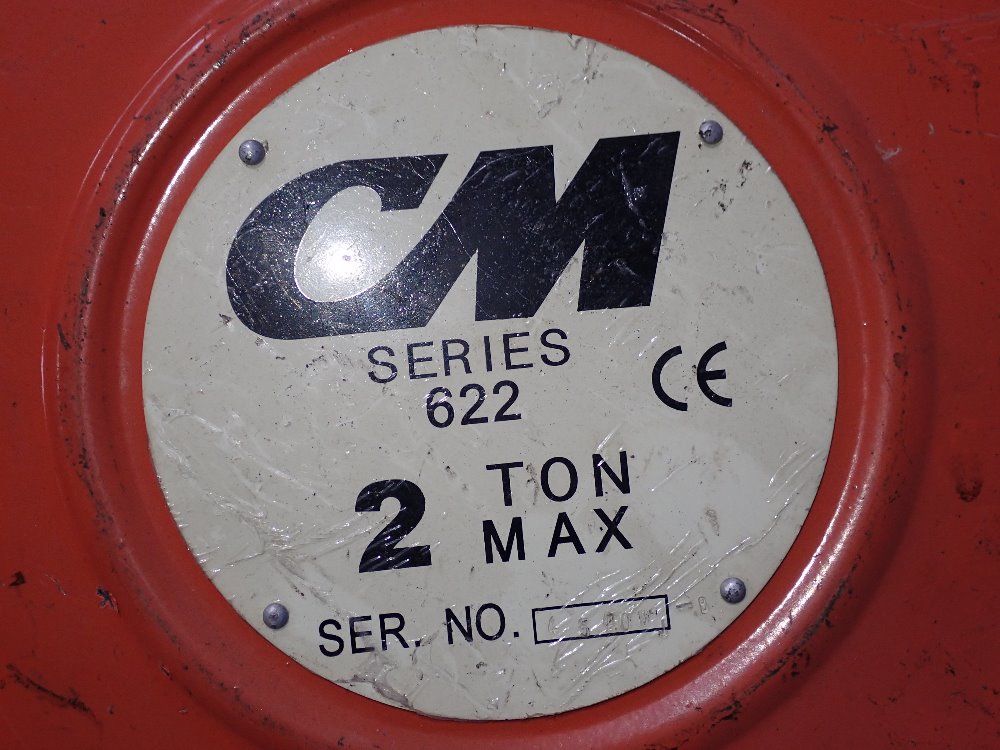 CM
SERIES
622
CE
2 TON
MAX
SER. NO.